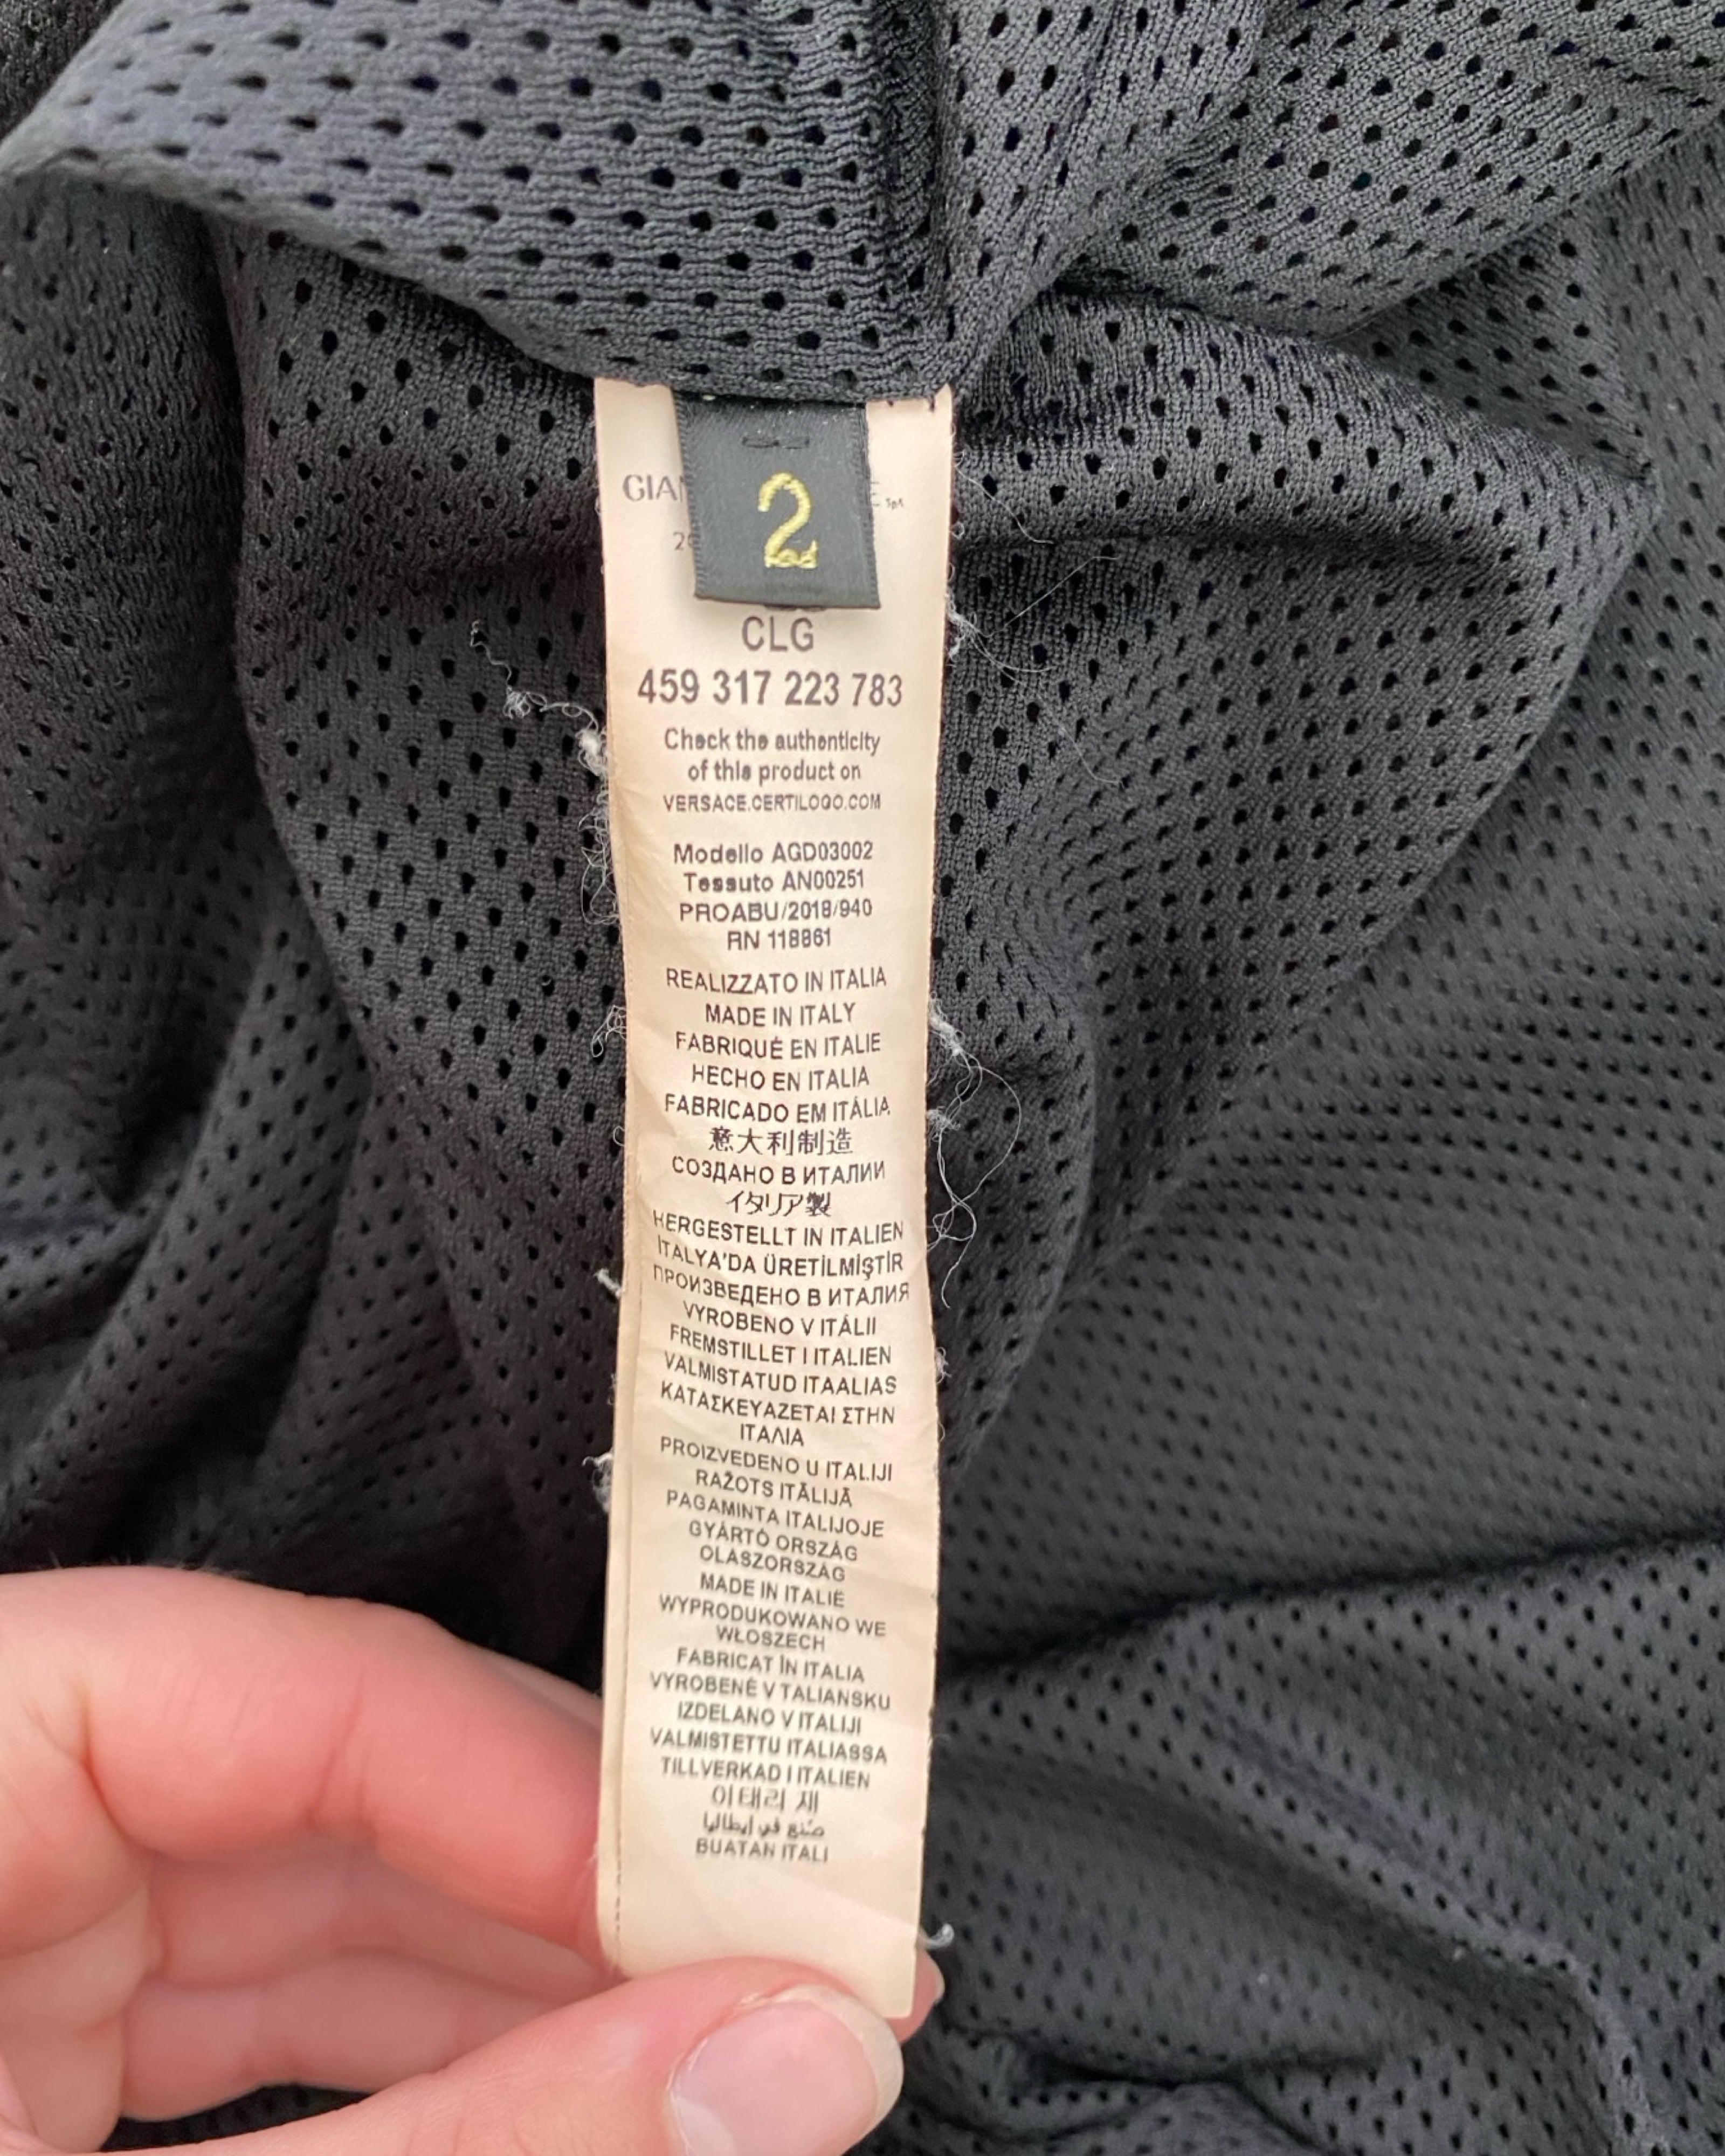 2
CLG
459 317 223 783
Check the authenticity
of this product on
VERSACE.CERTILOGO.COM
Modello AGD03002
Tessuto AN00251
PROABU/2018/940
RN 118861
REALIZZATO IN ITALIA
MADE IN ITALY
FABRIQUÉ EN ITALIE
HECHO EN ITALIA
FABRICADO EM ITÁLIA
意大利制造
СОЗДАНО В ИТАЛИИ
イタリア製
HERGESTELLT IN ITALIEN
İTALYA'DA ÜRETİLMİŞTİR
ПРОИЗВЕДЕНО В ИТАЛИЯ
VYROBENO V ITÁLII
FREMSTILLET I ITALIEN
VALMISTATUD ITAALIAS
ΚΑΤΑΣΚΕΥΑΖΕΤΑΙ ΣΤΗΝ
ΙΤΑΛΙΑ
PROIZVEDENO U ITALIJI
RAŽOTS ITĀLIJĀ
PAGAMINTA ITALIJOJE
GYÁRTÓ ORSZÁG
OLASZORSZÁG
MADE IN ITALIË
WYPRODUKOWANO WE
WŁOSZECH
FABRICAT ÎN ITALIA
VYROBENÉ V TALIANSKU
IZDELANO V ITALIJI
VALMISTETTU ITALIASSA
TILLVERKAD I ITALIEN
이태리 제
صنع في إيطاليا
BUATAN ITALI